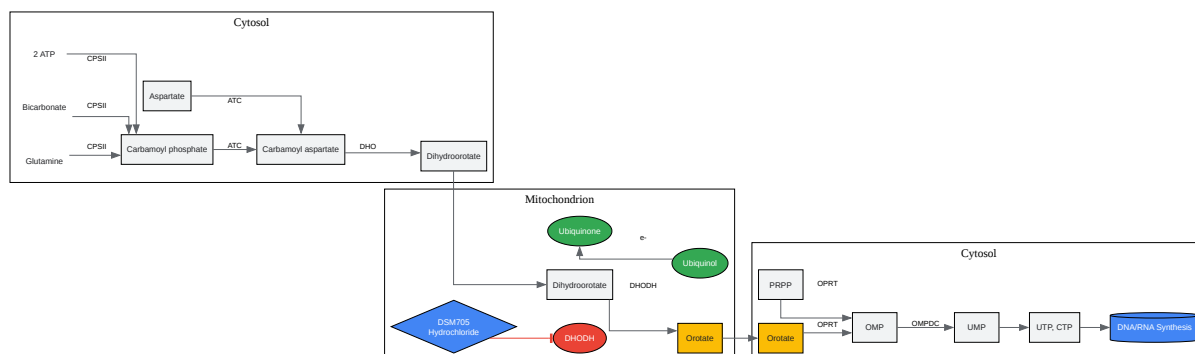 Cytosol
2 ATP
CPSII
Aspartate
ATC
Bicarbonate
CPSII
Glutamine
CPSII
Carbamoyl phosphate
ATC
Carbamoyl aspartate
DHO
Dihydroorotate
Mitochondrion
Ubiquinone
e-
Ubiquinol
Dihydroorotate
DHODH
DSM705
Hydrochloride
DHODH
Orotate
Cytosol
PRPP
OPRT
Orotate
OPRT
OMP
OMPDC
UMP
UTP, CTP
DNA/RNA Synthesis